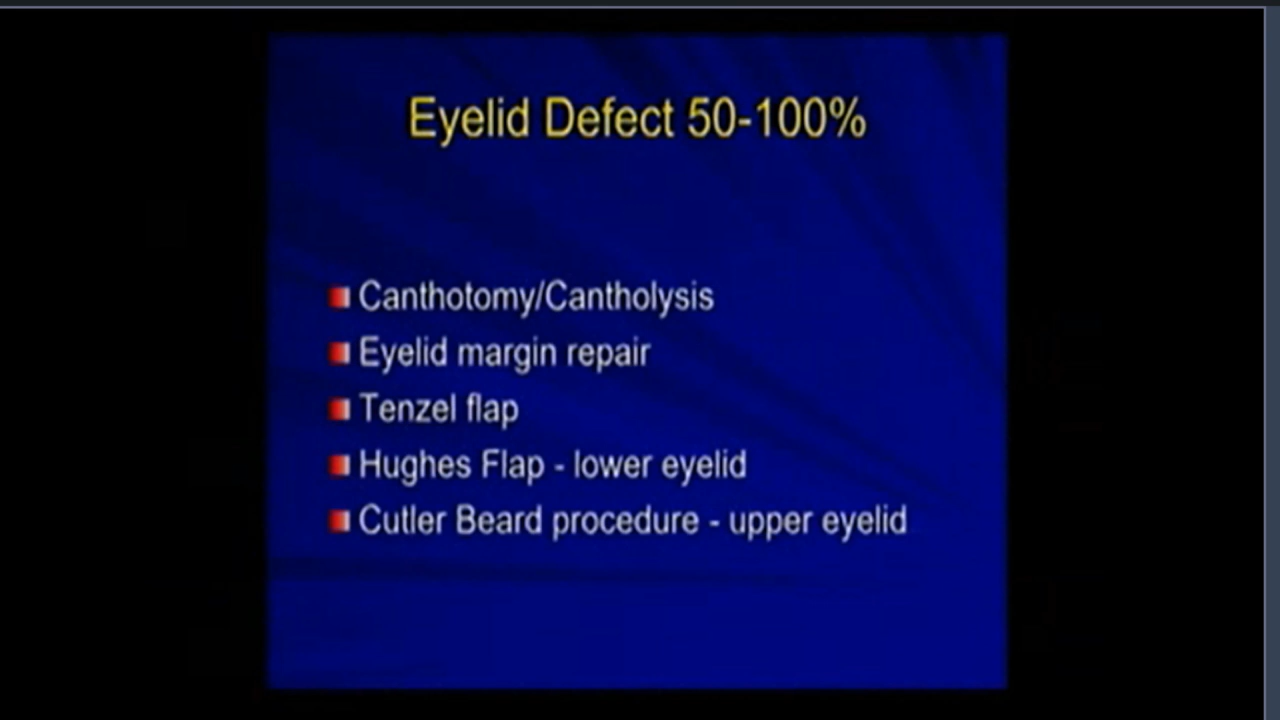 Eyelid Defect 50-100%
Canthotomy/Cantholysis
Eyelid margin repair
Tenzel flap
Hughes Flap - lower eyelid
Cutler Beard procedure - upper eyelid